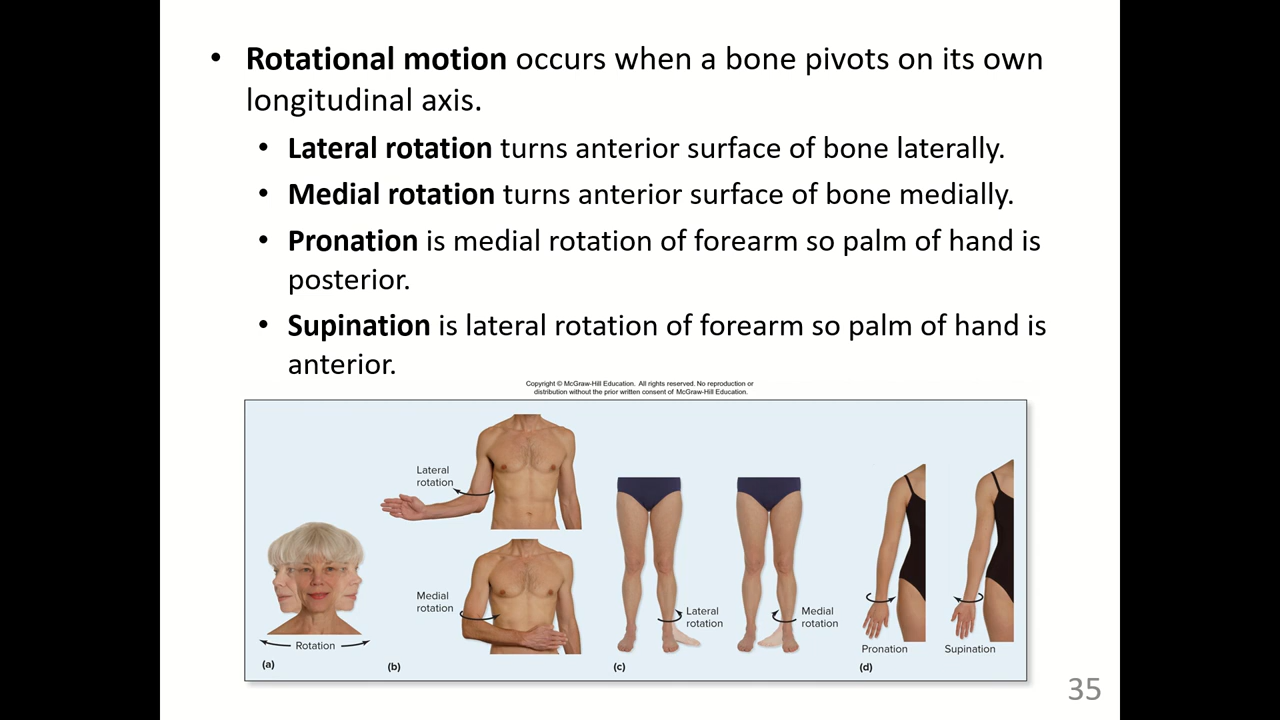 • Rotational motion occurs when a bone pivots on its own
longitudinal axis.
• Lateral rotation turns anterior surface of bone laterally.
• Medial rotation turns anterior surface of bone medially.
• Pronation is medial rotation of forearm so palm of hand is
posterior.
• Supination is lateral rotation of forearm so palm of hand is
anterior.
Copyright © McGraw-Hill Education. All rights reserved. No reproduction or
distribution without the prior written consent of McGraw-Hill Education.
Rotation
(a)
Lateral
rotation
Medial
rotation
(b)
Lateral
rotation
Medial
rotation
(c)
Pronation
Supination
(d)
35